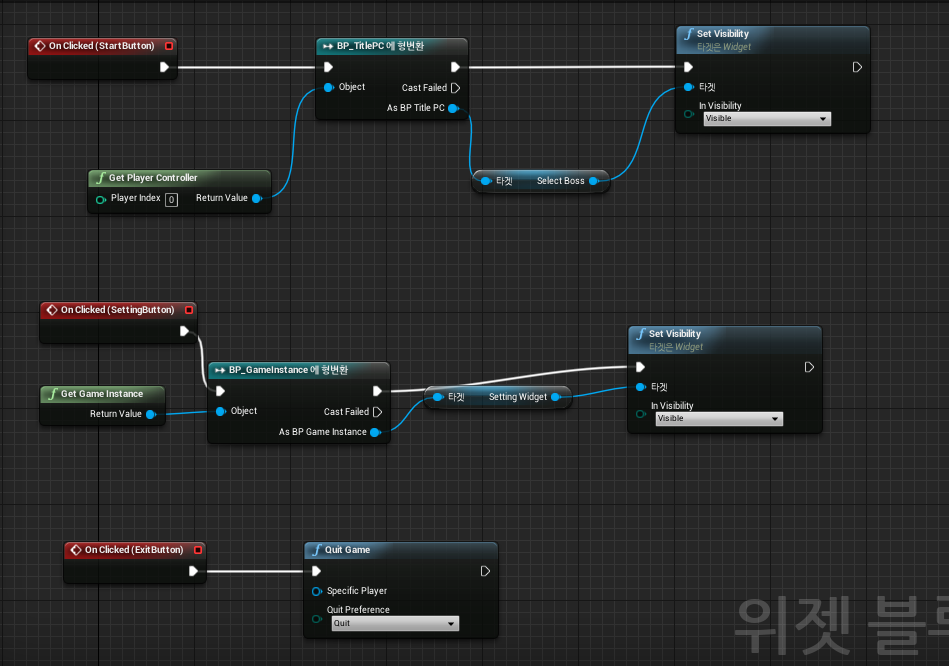 On Clicked (StartButton)
BP_TitlePC 에 형변환
Object
Cast Failed
As BP Title PC
Set Visibility
타겟은 Widget
타겟
In Visibility
Visible
Get Player Controller
Player Index 0
Return Value
타겟 Select Boss
On Clicked (SettingButton)
Get Game Instance
Return Value
BP_GameInstance 에 형변환
Object
Cast Failed
As BP Game Instance
타겟 Setting Widget
Set Visibility
타겟은 Widget
타겟
In Visibility
Visible
On Clicked (ExitButton)
Quit Game
Specific Player
Quit Preference
Quit
위젯